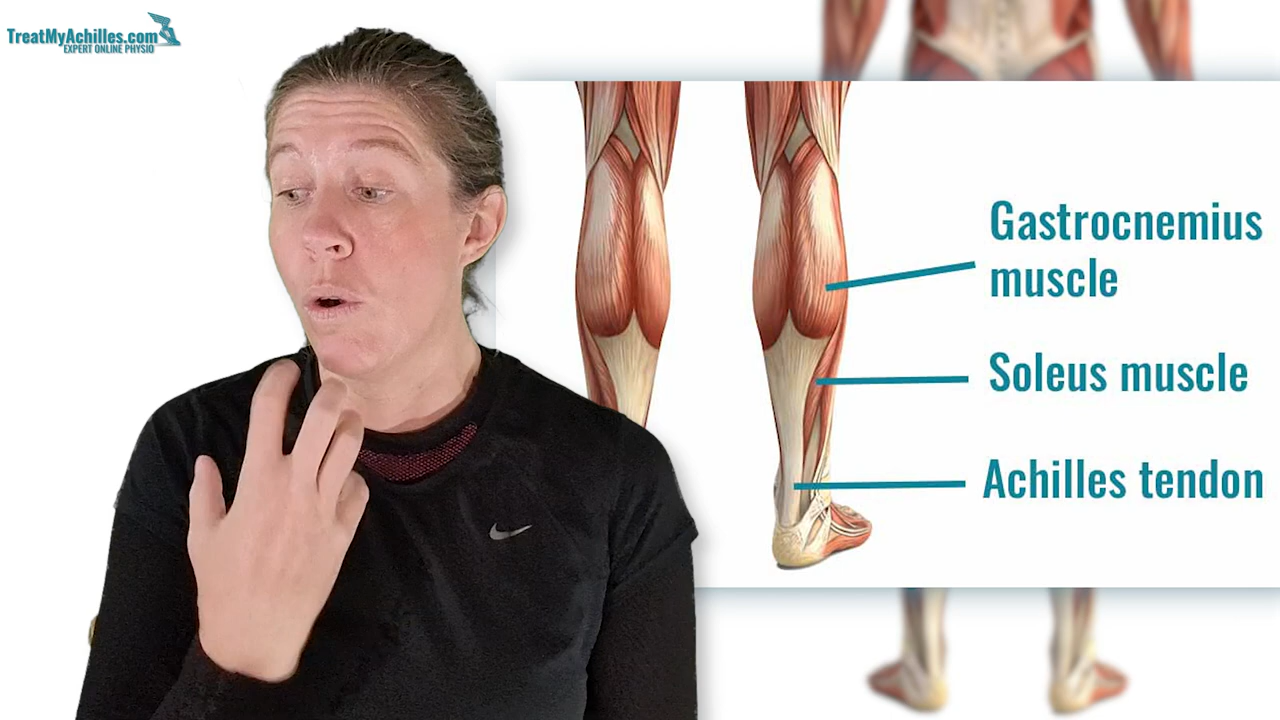 TreatMyAchilles.com
EXPERT ONLINE PHYSIO
Gastrocnemius
muscle
Soleus muscle
Achilles tendon